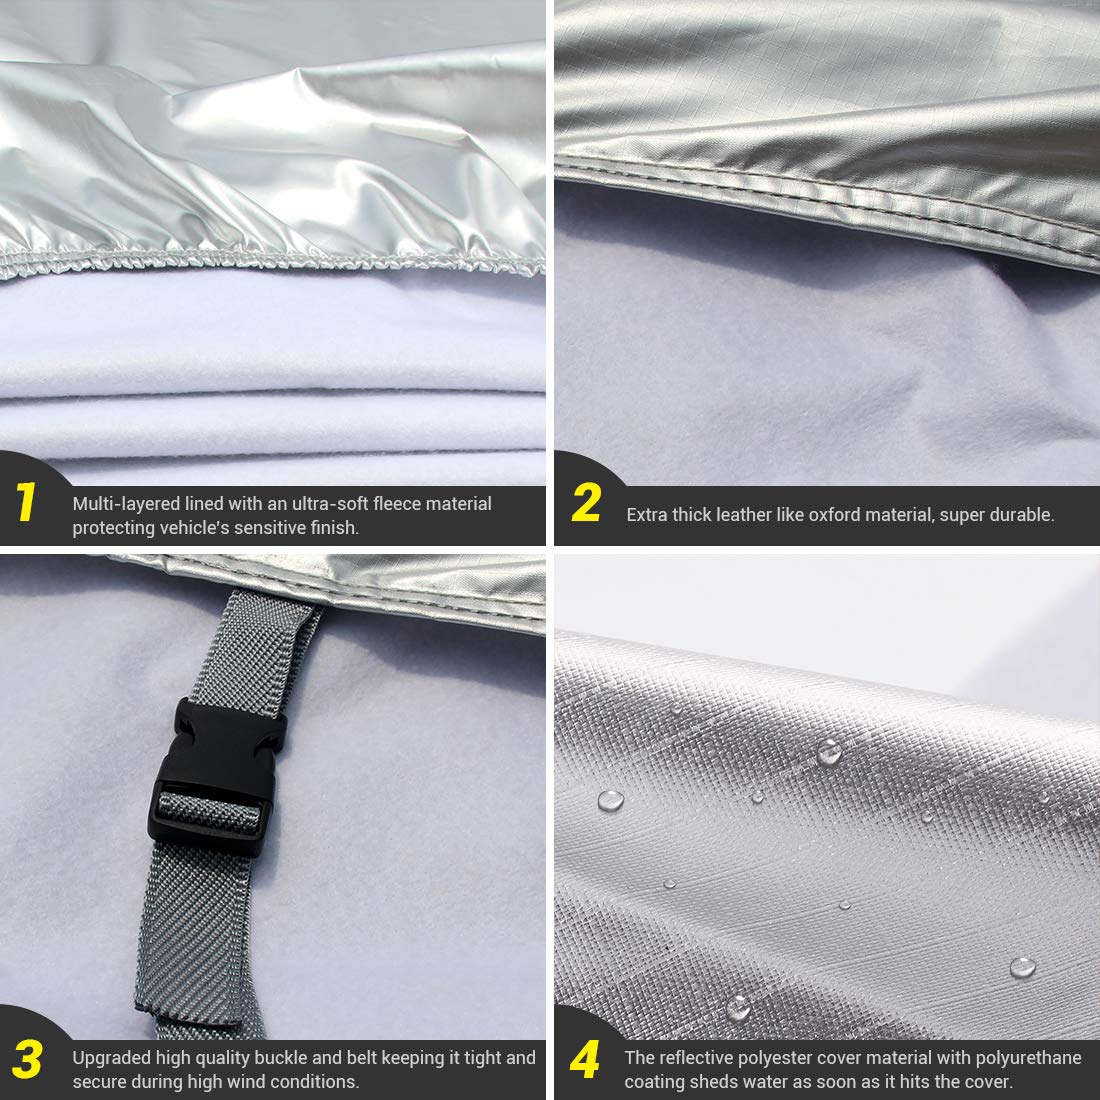 1
Multi-layered lined with an ultra-soft fleece material
protecting vehicle's sensitive finish.
2
Extra thick leather like oxford material, super durable.
3
Upgraded high quality buckle and belt keeping it tight and
secure during high wind conditions.
4
The reflective polyester cover material with polyurethane
coating sheds water as soon as it hits the cover.